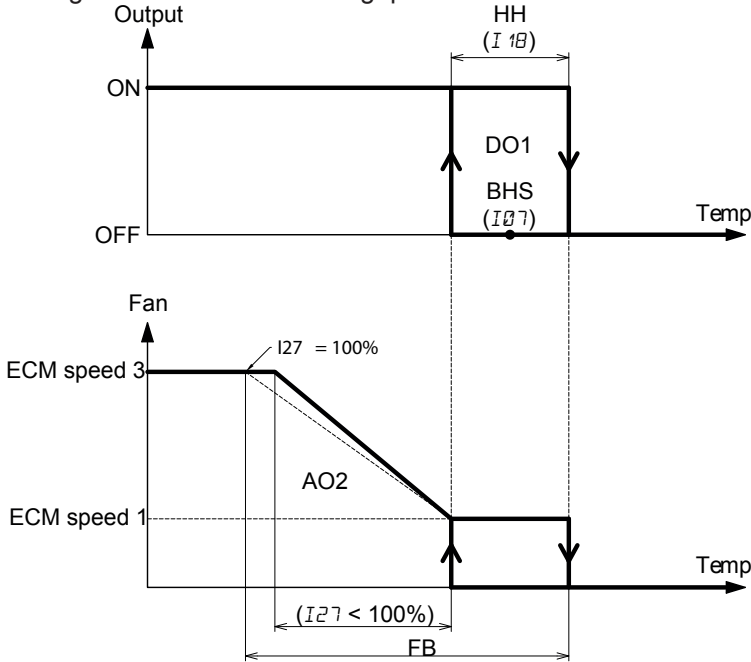 Output
HH
(I 18)
ON
DO1
BHS
(I07)
Temp
OFF
Fan
I27 = 100%
ECM speed 3
AO2
ECM speed 1
Temp
(I27 < 100%)
FB